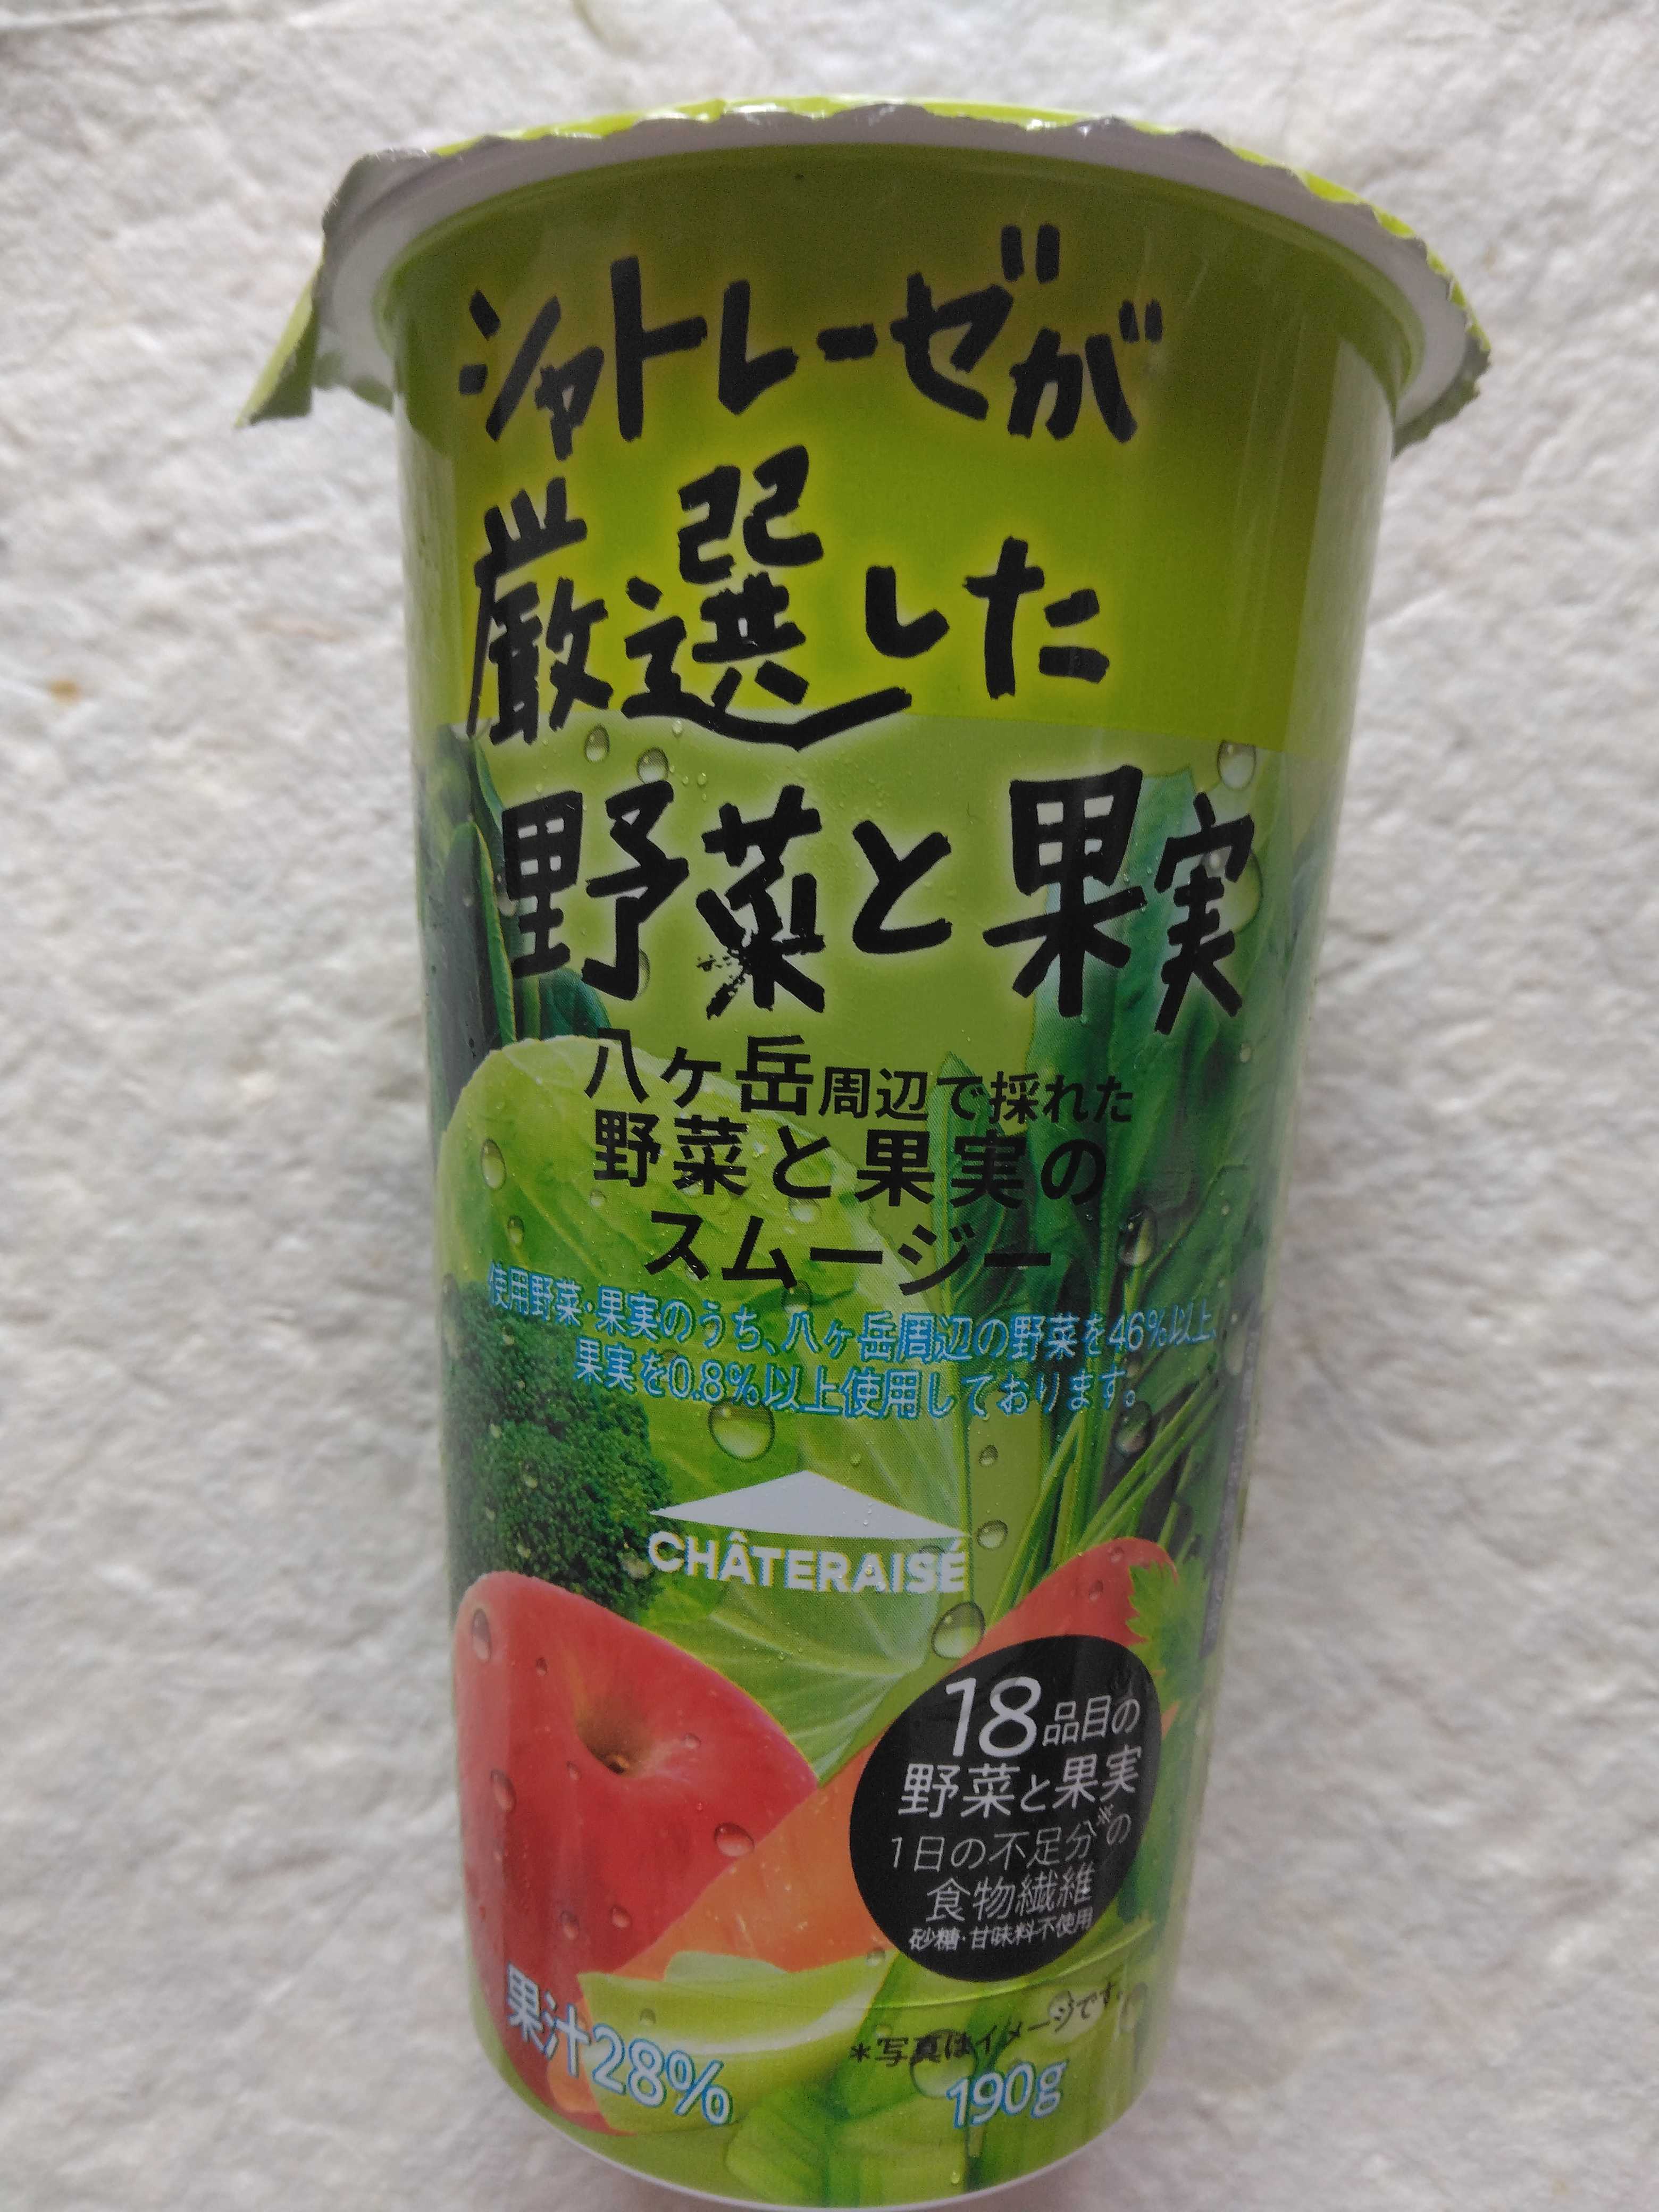 シャトレーゼが
厳選した
野菜と果実
八ヶ岳周辺で採れた
野菜と果実の
スムージー
使用野菜・果実のうち、八ヶ岳周辺の野菜を46%以上、
果実を0.8%以上使用しております。
CHÂTERAISÉ
18品目の
野菜と果実
1日の不足分※の
食物繊維
砂糖・甘味料不使用
果汁28%
*写真はイメージです。
190g